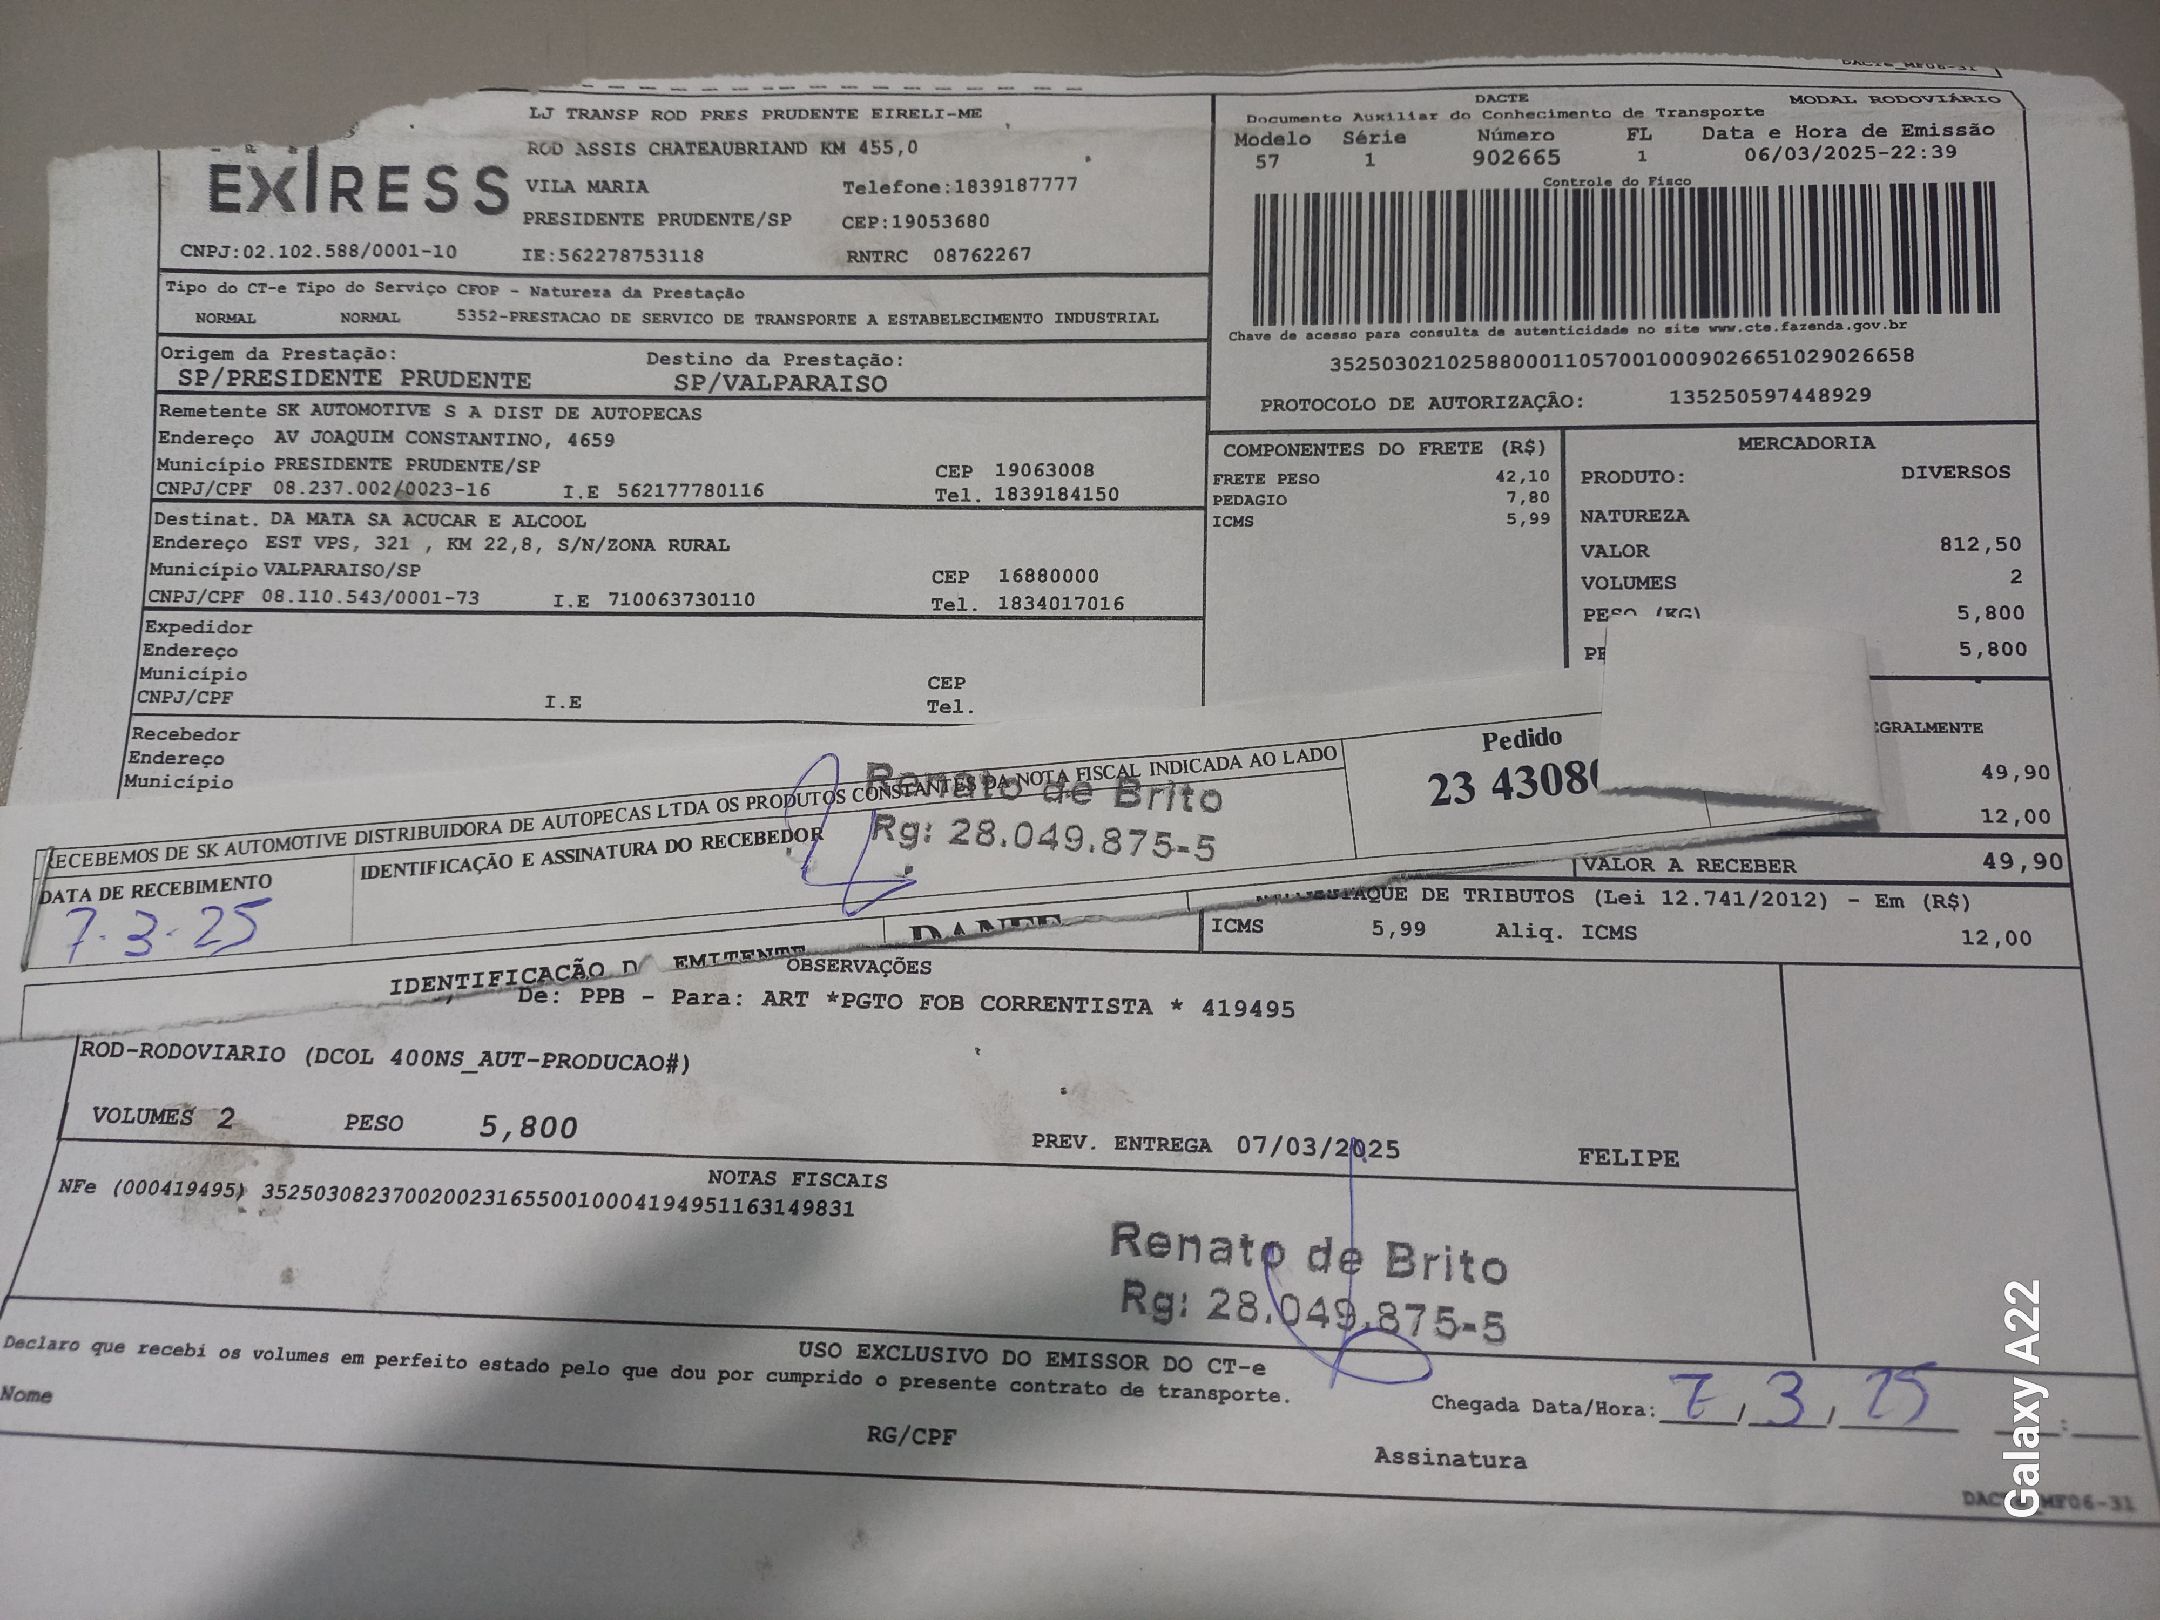 LJ TRANSP ROD PRES PRUDENTE EIRELI-ME
ROD ASSIS CHATEAUBRIAND KM 455,0
EXIRESS
VILA MARIA Telefone:1839187777
PRESIDENTE PRUDENTE/SP CEP:19053680
CNPJ:02.102.588/0001-10 IE:562278753118 RNTRC 08762267
DACTE MODAL RODOVIÁRIO
Documento Auxiliar do Conhecimento de Transporte
Modelo Série Número FL Data e Hora de Emissão
57 1 902665 1 06/03/2025-22:39
Controle do Fisco
Chave de acesso para consulta de autenticidade no site www.cte.fazenda.gov.br
35250302102588000110570010009026651029026658
PROTOCOLO DE AUTORIZAÇÃO: 135250597448929
Tipo do CT-e Tipo do Serviço CFOP - Natureza da Prestação
NORMAL NORMAL 5352-PRESTACAO DE SERVICO DE TRANSPORTE A ESTABELECIMENTO INDUSTRIAL
Origem da Prestação: Destino da Prestação:
SP/PRESIDENTE PRUDENTE SP/VALPARAISO
Remetente SK AUTOMOTIVE S A DIST DE AUTOPECAS
Endereço AV JOAQUIM CONSTANTINO, 4659
Município PRESIDENTE PRUDENTE/SP CEP 19063008
CNPJ/CPF 08.237.002/0023-16 I.E 562177780116 Tel. 1839184150
Destinat. DA MATA SA ACUCAR E ALCOOL
Endereço EST VPS, 321 , KM 22,8, S/N/ZONA RURAL
Município VALPARAISO/SP CEP 16880000
CNPJ/CPF 08.110.543/0001-73 I.E 710063730110 Tel. 1834017016
Expedidor
Endereço
Município CEP
CNPJ/CPF I.E Tel.
Recebedor
Endereço
Município
COMPONENTES DO FRETE (R$)
FRETE PESO 42,10
PEDAGIO 7,80
ICMS 5,99
MERCADORIA
PRODUTO: DIVERSOS
NATUREZA
VALOR 812,50
VOLUMES 2
PESO (KG) 5,800
5,800
49,90
12,00
VALOR A RECEBER 49,90
RECEBEMOS DE SK AUTOMOTIVE DISTRIBUIDORA DE AUTOPECAS LTDA OS PRODUTOS CONSTANTES DA NOTA FISCAL INDICADA AO LADO
DATA DE RECEBIMENTO IDENTIFICAÇÃO E ASSINATURA DO RECEBEDOR
7.3.25
Renato de Brito
Rg: 28.049.875-5
Pedido
23 4308
DANFE
IDENTIFICAÇÃO DO EMITENTE
DE TRIBUTOS (Lei 12.741/2012) - Em (R$)
ICMS 5,99 Aliq. ICMS 12,00
OBSERVAÇÕES
De: PPB - Para: ART *PGTO FOB CORRENTISTA * 419495
ROD-RODOVIARIO (DCOL 400NS_AUT-PRODUCAO#)
VOLUMES 2 PESO 5,800 PREV. ENTREGA 07/03/2025 FELIPE
NOTAS FISCAIS
NFe (000419495) 35250308237002002316550010004194951163149831
Renato de Brito
Rg: 28.049.875-5
USO EXCLUSIVO DO EMISSOR DO CT-e
Declaro que recebi os volumes em perfeito estado pelo que dou por cumprido o presente contrato de transporte.
Nome RG/CPF Assinatura
Chegada Data/Hora: 7 / 3 / 25 :
Galaxy A22